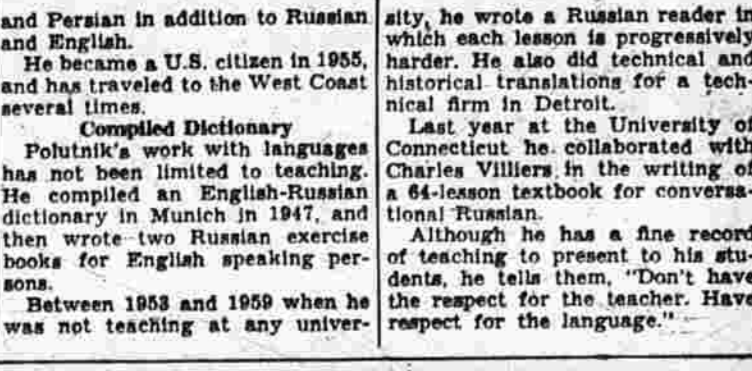 and Persian in addition to Russian
and English.
He became a U.S. citizen in 1955,
and has traveled to the West Coast
several times.
Compiled Dictionary
Polutnik's work with languages
has not been limited to teaching.
He compiled an English-Russian
dictionary in Munich in 1947, and
then wrote two Russian exercise
books for English speaking per-
sons.
Between 1953 and 1959 when he
was not teaching at any univer-
sity, he wrote a Russian reader in
which each lesson is progressively
harder. He also did technical and
historical translations for a tech-
nical firm in Detroit.
Last year at the University of
Connecticut he collaborated with
Charles Villiers in the writing of
a 64-lesson textbook for conversa-
tional Russian.
Although he has a fine record
of teaching to present to his stu-
dents, he tells them, "Don't have
the respect for the teacher. Have
respect for the language."